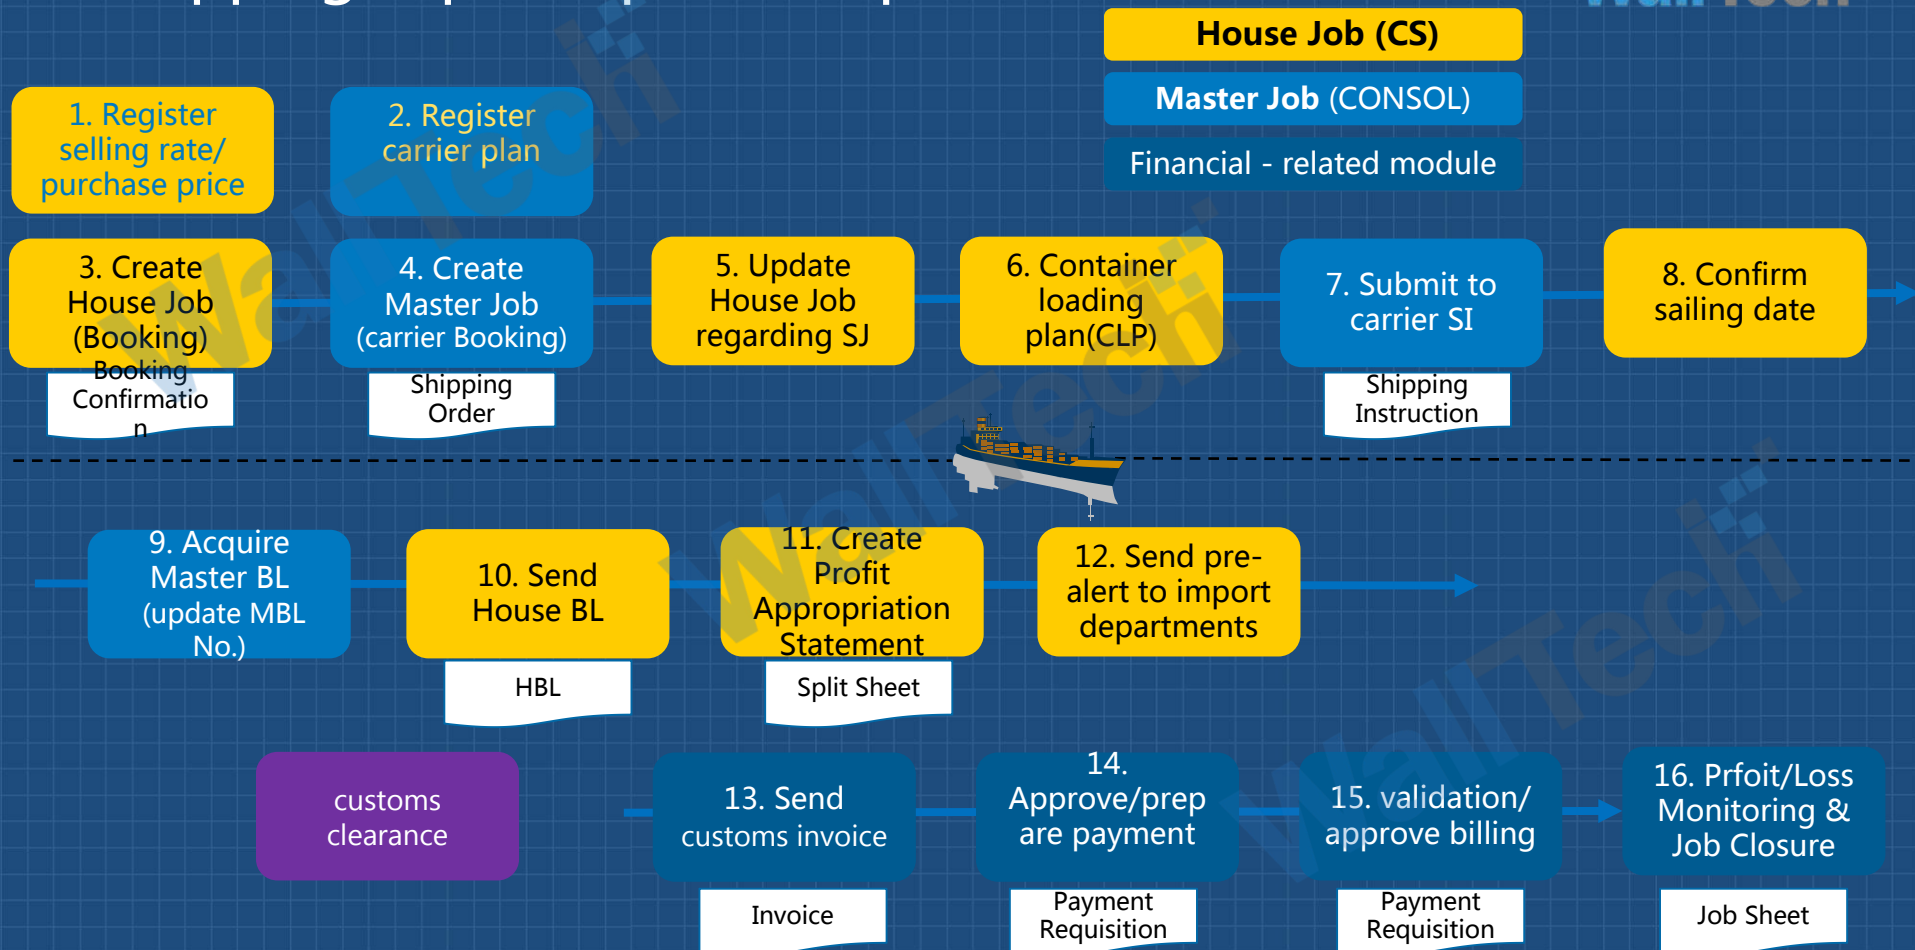 House Job (CS)
Master Job (CONSOL)
Financial - related module
1. Register
selling rate/
purchase price
2. Register
carrier plan
3. Create
House Job
(Booking)
Booking
Confirmatio
n
4. Create
Master Job
(carrier Booking)
Shipping
Order
5. Update
House Job
regarding SJ
6. Container
loading
plan(CLP)
7. Submit to
carrier SI
Shipping
Instruction
8. Confirm
sailing date
9. Acquire
Master BL
(update MBL
No.)
10. Send
House BL
HBL
11. Create
Profit
Appropriation
Statement
Split Sheet
12. Send pre-
alert to import
departments
customs
clearance
13. Send
customs invoice
Invoice
14.
Approve/prep
are payment
Payment
Requisition
15. validation/
approve billing
Payment
Requisition
16. Prfoit/Loss
Monitoring &
Job Closure
Job Sheet
WallTech
WallTech
WallTech